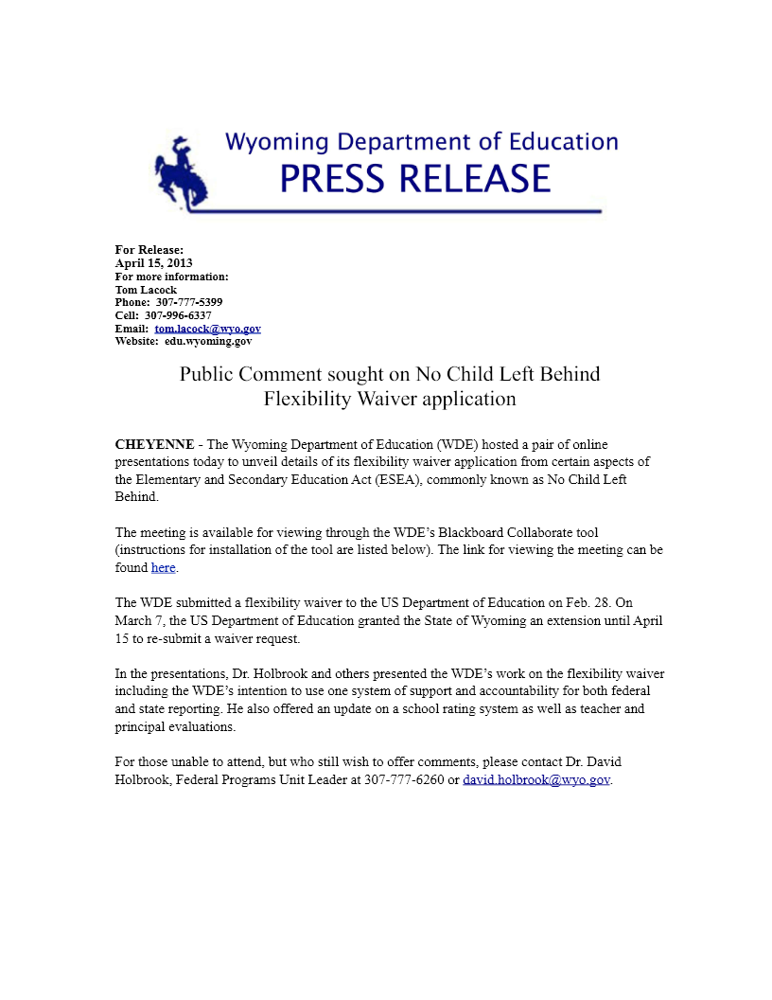 Wyoming Department of Education
PRESS RELEASE
For Release:
April 15, 2013
For more information:
Tom Lacock
Phone:  307-777-5399
Cell:  307-996-6337
Email:  tom.lacock@wyo.gov
Website:  edu.wyoming.gov
Public Comment sought on No Child Left Behind
Flexibility Waiver application
CHEYENNE - The Wyoming Department of Education (WDE) hosted a pair of online
presentations today to unveil details of its flexibility waiver application from certain aspects of
the Elementary and Secondary Education Act (ESEA), commonly known as No Child Left
Behind.
The meeting is available for viewing through the WDE’s Blackboard Collaborate tool
(instructions for installation of the tool are listed below). The link for viewing the meeting can be
found here.
The WDE submitted a flexibility waiver to the US Department of Education on Feb. 28. On
March 7, the US Department of Education granted the State of Wyoming an extension until April
15 to re-submit a waiver request.
In the presentations, Dr. Holbrook and others presented the WDE’s work on the flexibility waiver
including the WDE’s intention to use one system of support and accountability for both federal
and state reporting. He also offered an update on a school rating system as well as teacher and
principal evaluations.
For those unable to attend, but who still wish to offer comments, please contact Dr. David
Holbrook, Federal Programs Unit Leader at 307-777-6260 or david.holbrook@wyo.gov.